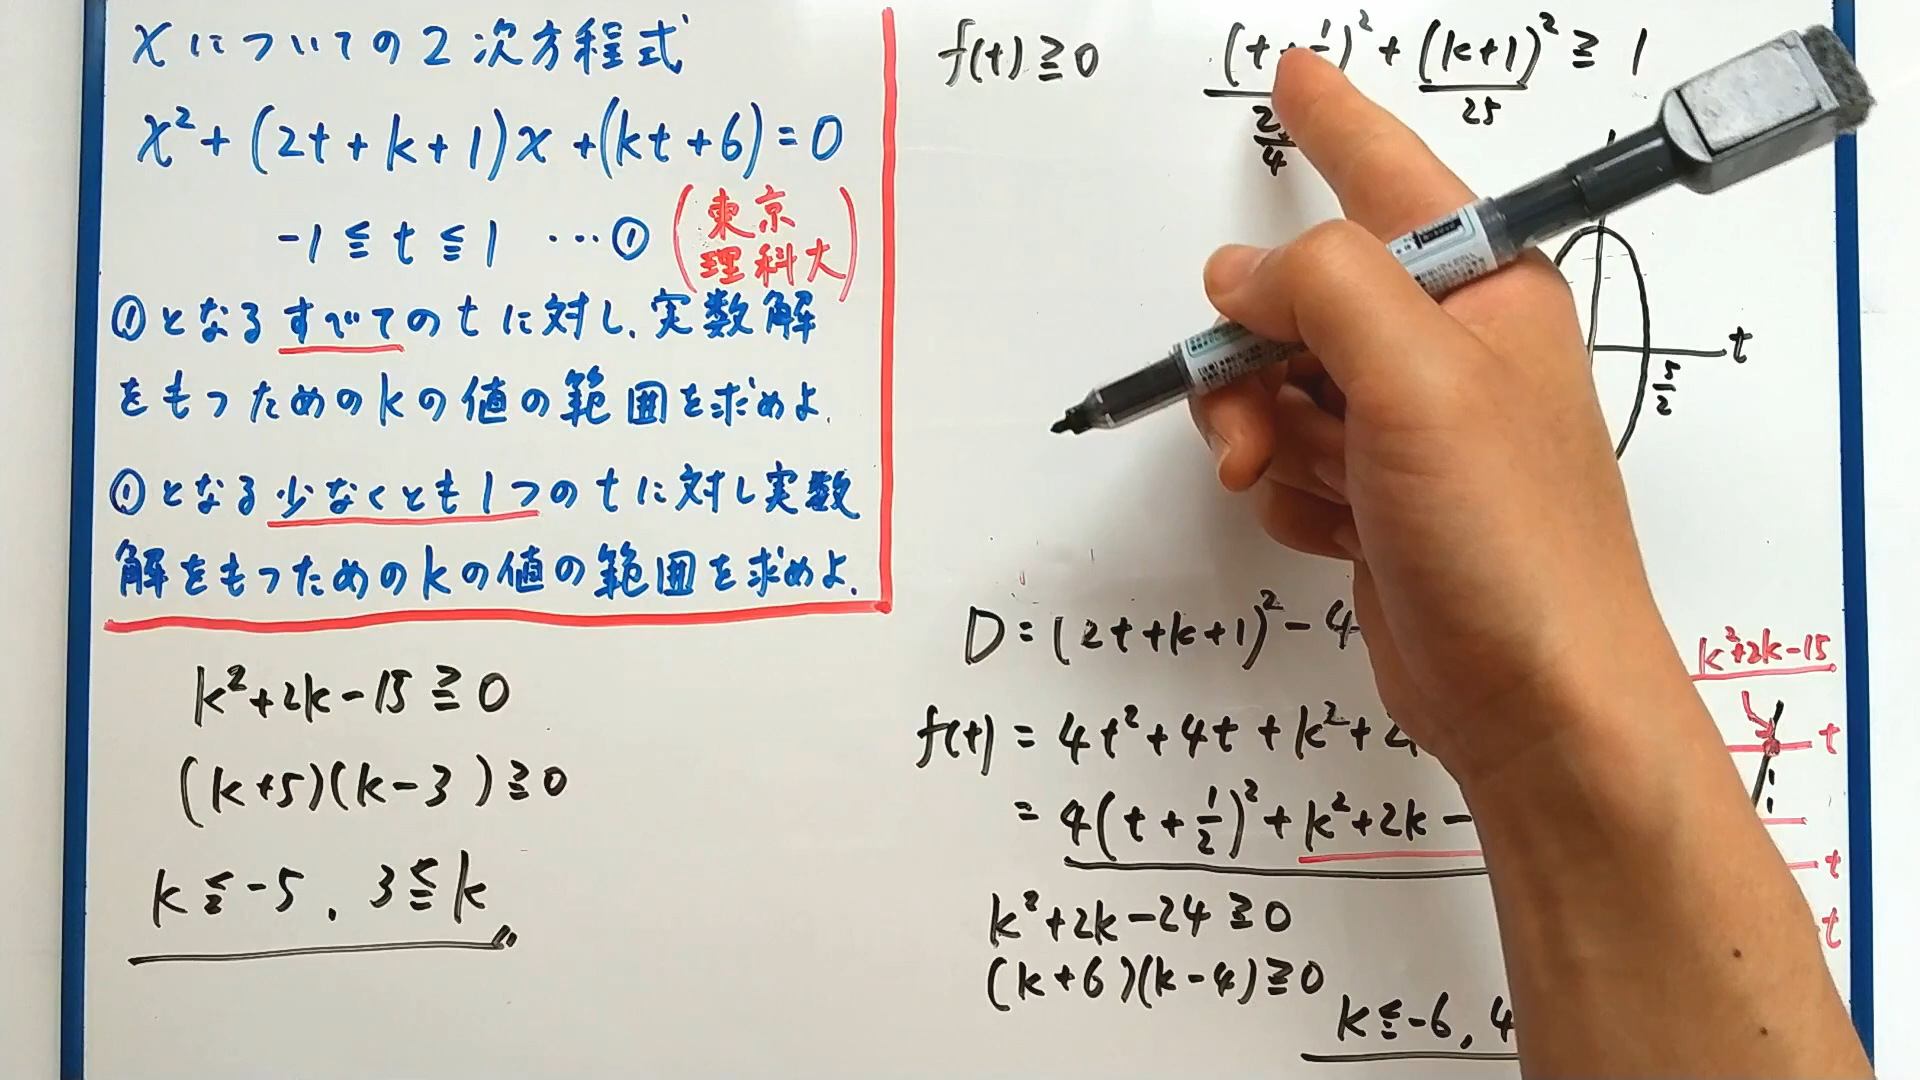 xについての2次方程式
x²+(2t+k+1)x+(kt+6)=0
-1≦t≦1 …① (東京理科大)
①となるすべてのtに対し、実数解
をもつためのkの値の範囲を求めよ.
①となる少なくとも1つのtに対し実数
解をもつためのkの値の範囲を求めよ.
k²+2k-15≧0
(k+5)(k-3)≧0
k≦-5, 3≦k
f(t)≧0
+ (k+1)²/25 ≧ 1
t
5/2
D=(2t+k+1)²-4
f(t)=4t²+4t+k²+2
=4(t+1/2)²+k²+2k-
k²+2k-24≧0
(k+6)(k-4)≧0
k≦-6, 4
k²+2k-15
t
t
t